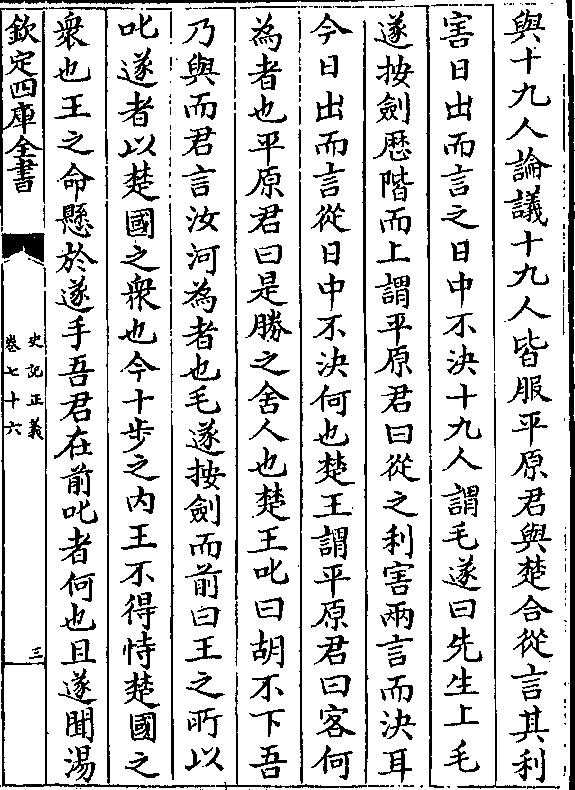 與十九人論議十九人皆服平原君與楚合從言其利
害日出而言之日中不決十九人謂毛遂曰先生上毛
遂按劍歷階而上謂平原君曰從之利害兩言而決耳
今日出而言從日中不決何也楚王謂平原君曰客何
為者也平原君曰是勝之舍人也楚王叱曰胡不下吾
乃與而君言汝何為者也毛遂按劍而前曰王之所以
叱遂者以楚國之衆也今十步之內王不得恃楚國之
衆也王之命懸於遂手吾君在前叱者何也且遂聞湯
欽定四庫全書
史記正義
卷七十六
三